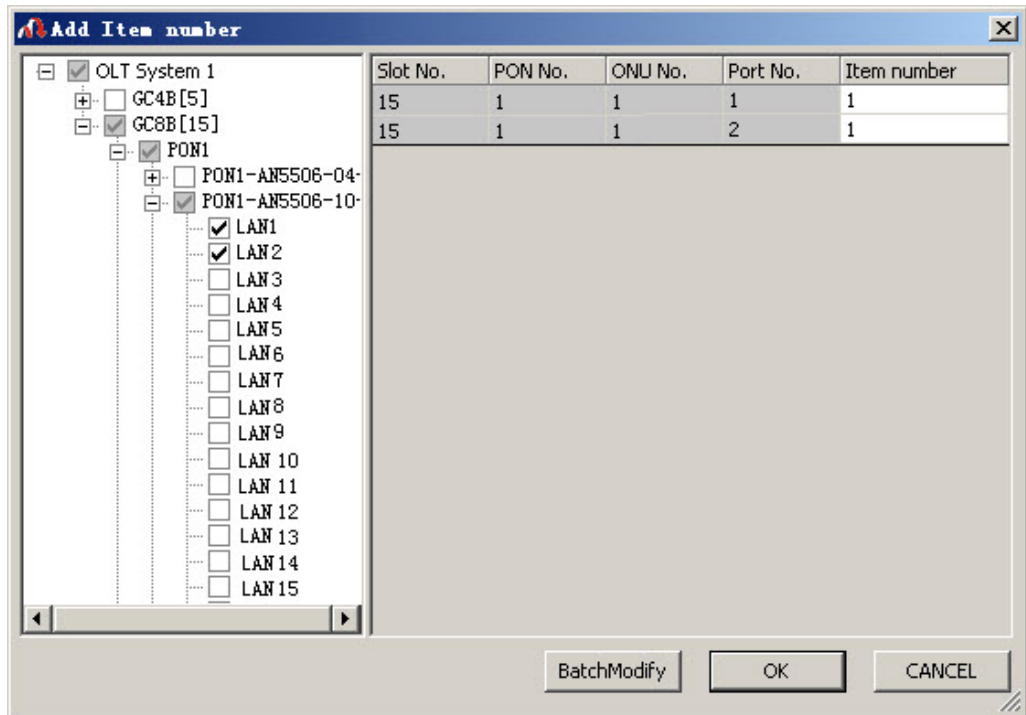 Add Item number
OLT System 1
GC4B[5]
GC8B[15]
PON1
PON1-AN5506-04-
PON1-AN5506-10-
LAN1
LAN2
LAN3
LAN4
LAN5
LAN6
LAN7
LAN8
LAN9
LAN 10
LAN 11
LAN 12
LAN 13
LAN 14
LAN 15
Slot No. PON No. ONU No. Port No. Item number
15 1 1 1 1
15 1 1 2 1
BatchModify OK CANCEL